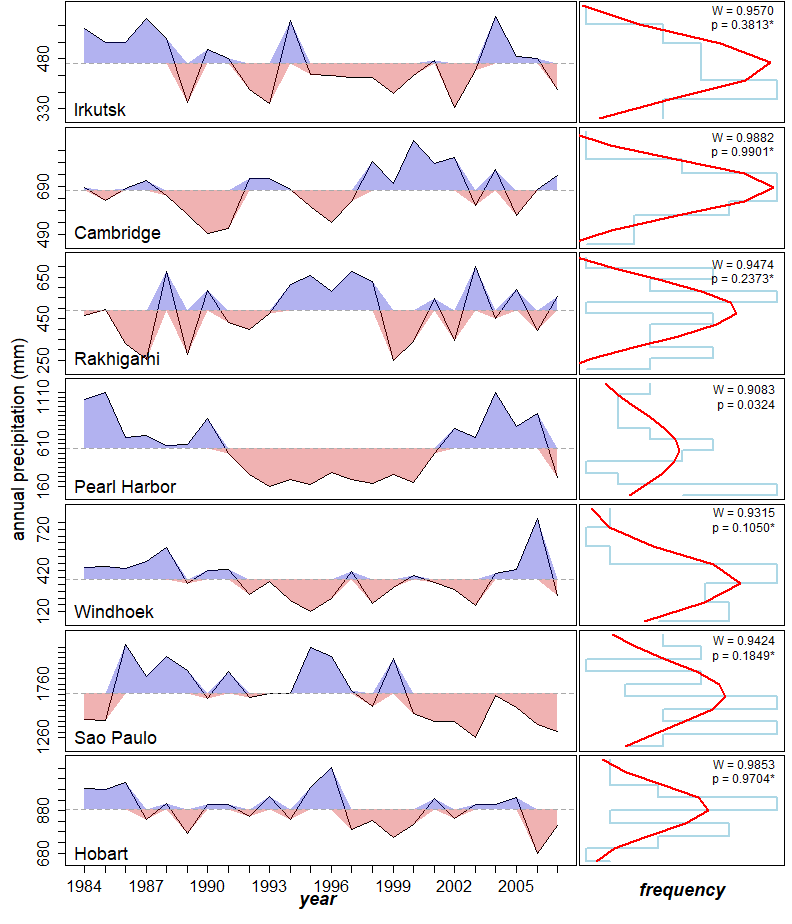 W = 0.9570
p = 0.3813*
480
330
Irkutsk
W = 0.9882
p = 0.9901*
690
490
Cambridge
W = 0.9474
p = 0.2373*
650
450
250
Rakhigarhi
W = 0.9083
p = 0.0324
1110
610
160
Pearl Harbor
W = 0.9315
p = 0.1050*
720
420
120
Windhoek
W = 0.9424
p = 0.1849*
1760
1260
Sao Paulo
W = 0.9853
p = 0.9704*
880
680
Hobart
annual precipitation (mm)
1984 1987 1990 1993 1996 1999 2002 2005
year
frequency